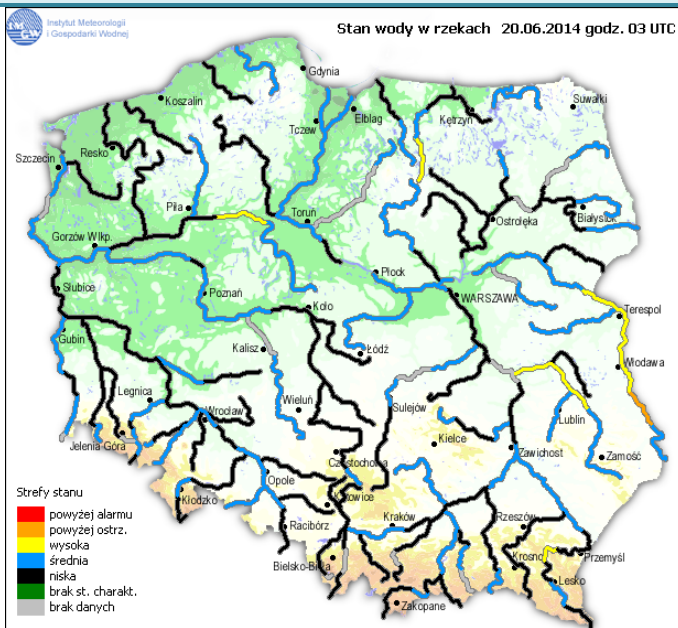 Instytut Meteorologii
i Gospodarki Wodnej
Stan wody w rzekach 20.06.2014 godz. 03 UTC
Gdynia
Koszalin
Suwałki
Elbląg
Kętrzyn
Tczew
Resko
Szczecin
Piła
Toruń
Ostrołęka
Białystok
Gorzów Wlkp.
Płock
Słubice
Poznań
WARSZAWA
Koło
Terespol
Gubin
Kalisz
Łódź
Włodawa
Legnica
Wieluń
Wrocław
Sulejów
Lublin
Jelenia Góra
Kielce
Zawichost
Zamość
Częstochowa
Opole
Kłodzko
Katowice
Racibórz
Kraków
Rzeszów
Krosno
Przemyśl
Bielsko-Biała
Lesko
Zakopane
Strefy stanu
powyżej alarmu
powyżej ostrz.
wysoka
średnia
niska
brak st. charakt.
brak danych